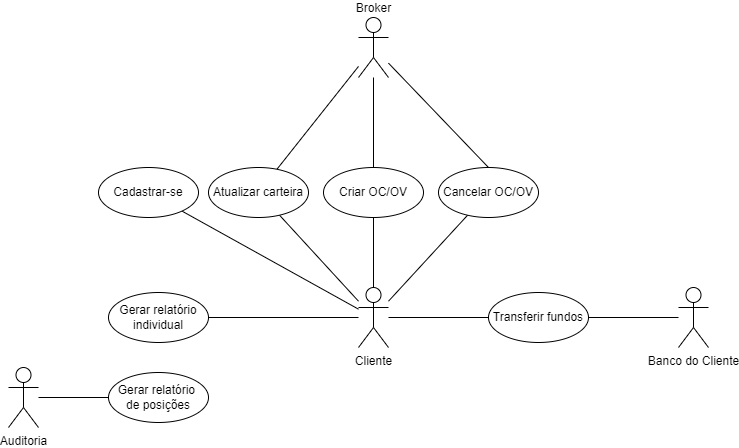 Broker
Cadastrar-se
Atualizar carteira
Criar OC/OV
Cancelar OC/OV
Gerar relatório
individual
Cliente
Transferir fundos
Banco do Cliente
Gerar relatório
de posições
Auditoria